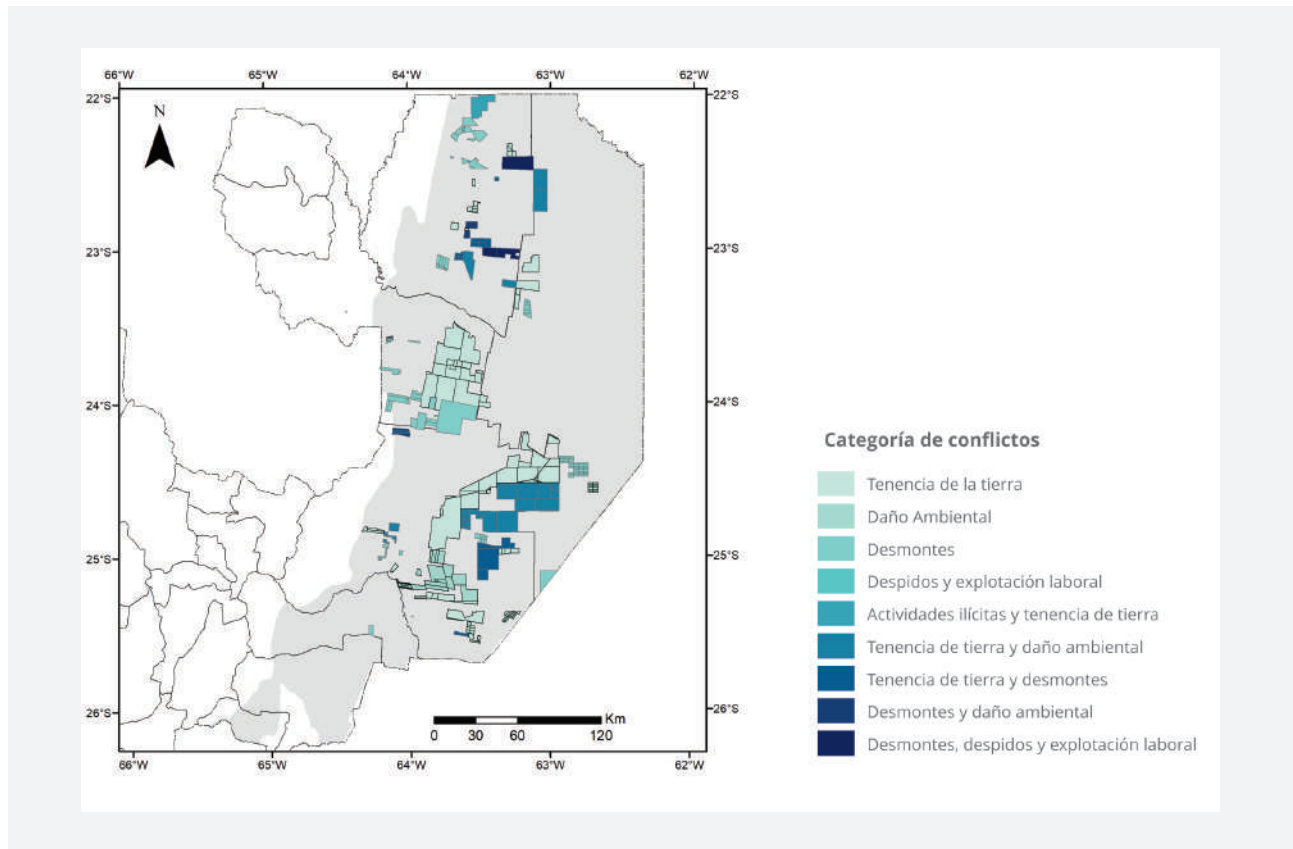 66°W 65°W 64°W 63°W 62°W
22°S 22°S
N
23°S 23°S
24°S 24°S
25°S 25°S
26°S 26°S
Km
0 30 60 120
66°W 65°W 64°W 63°W 62°W
Categoría de conflictos
Tenencia de la tierra
Daño Ambiental
Desmontes
Despidos y explotación laboral
Actividades ilícitas y tenencia de tierra
Tenencia de tierra y daño ambiental
Tenencia de tierra y desmontes
Desmontes y daño ambiental
Desmontes, despidos y explotación laboral